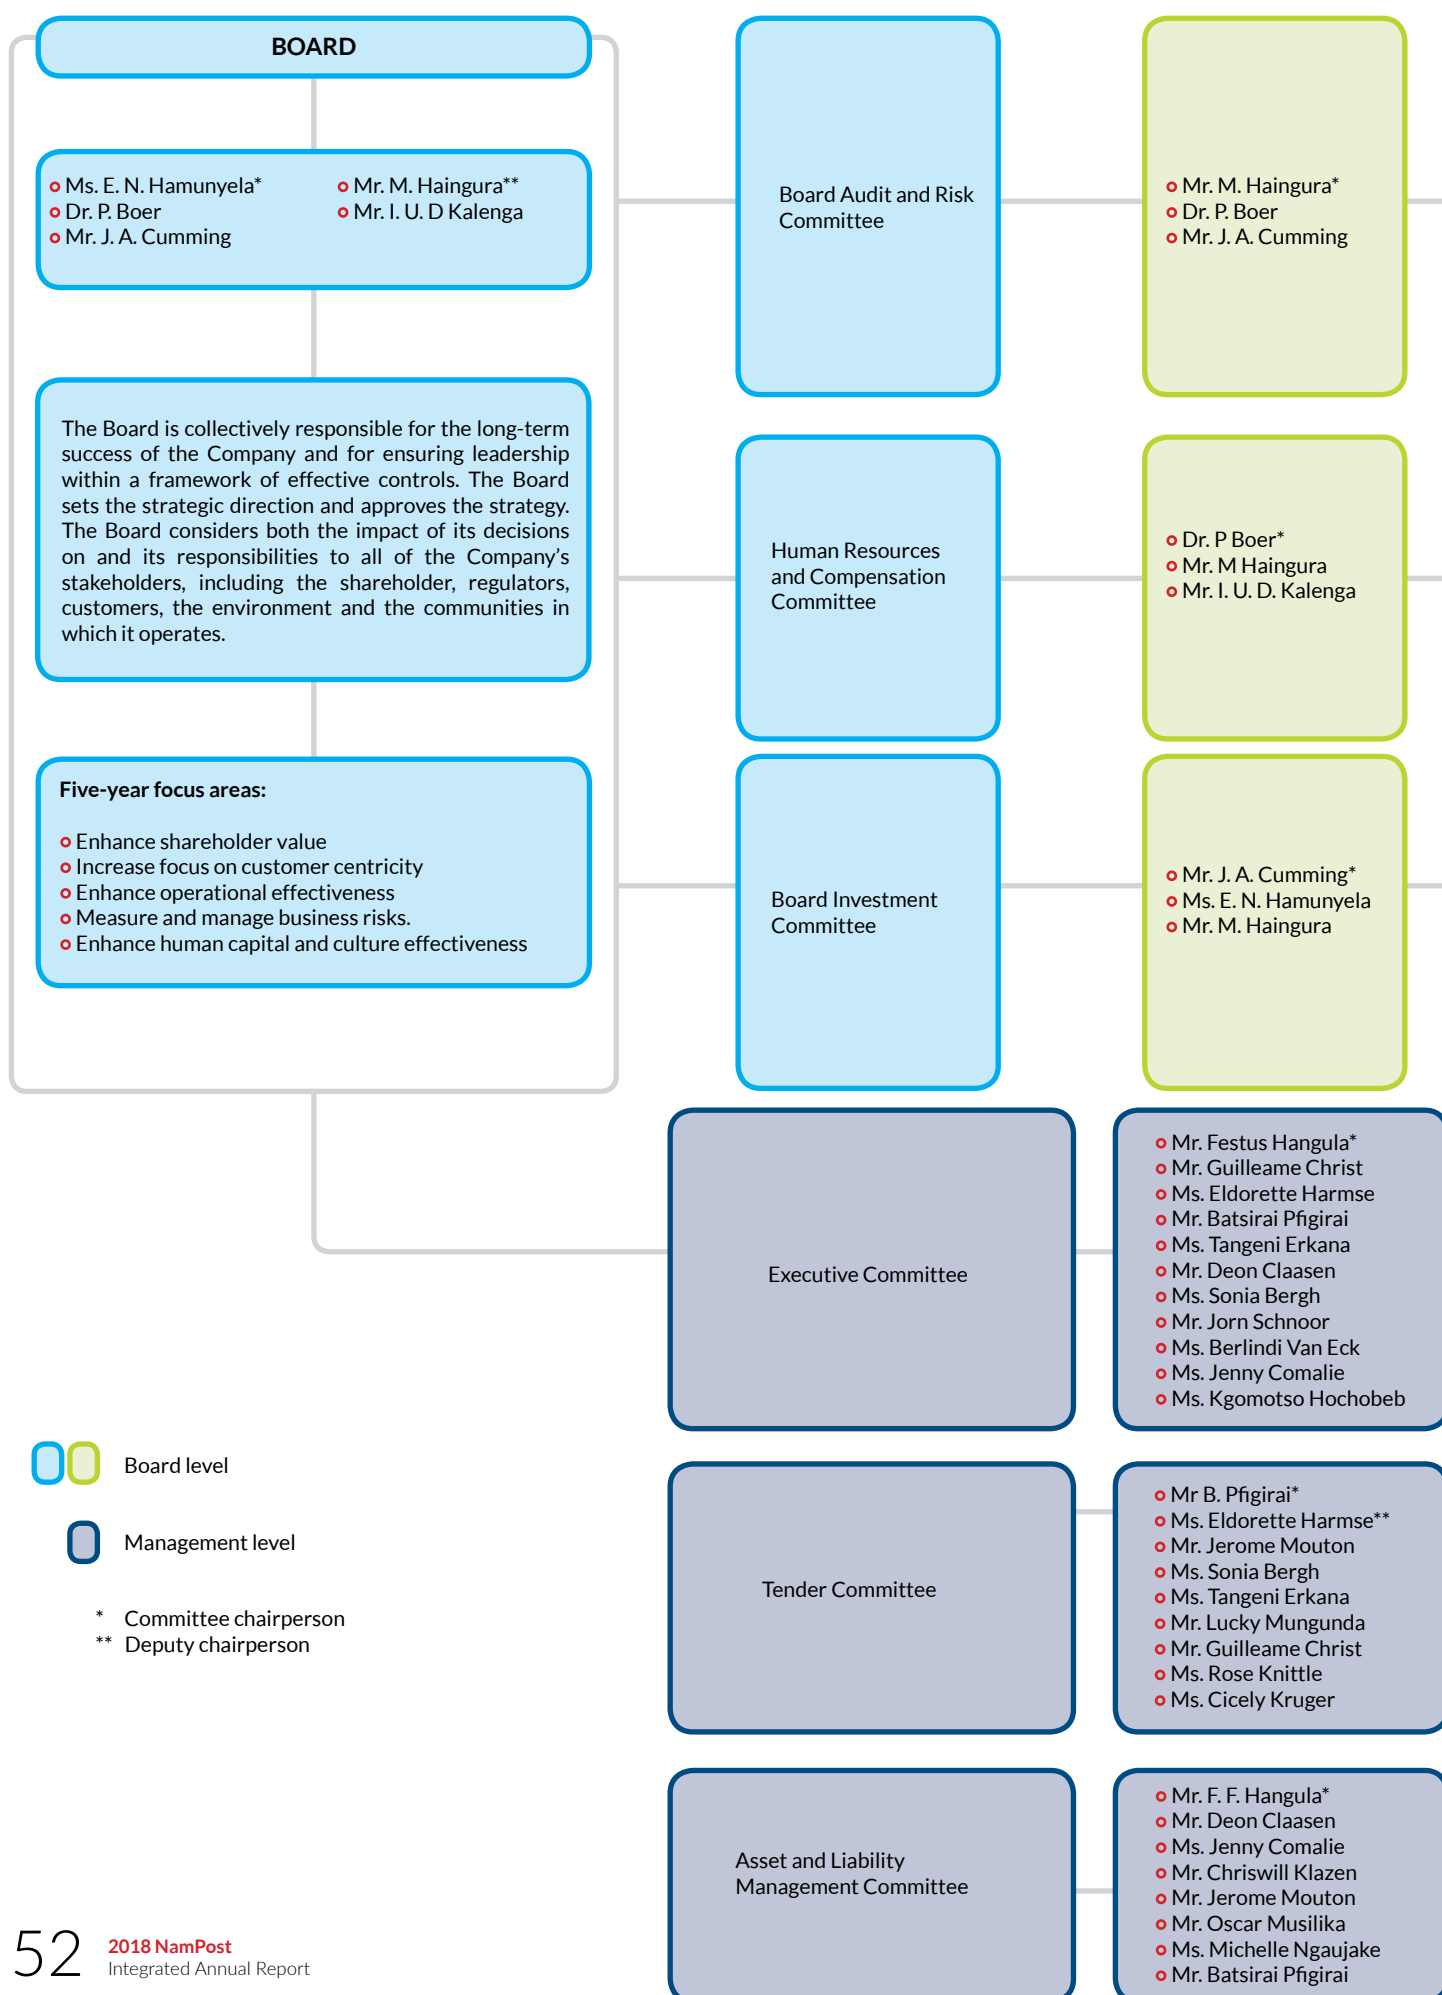 BOARD
Ms. E. N. Hamunyela*
Dr. P. Boer
Mr. J. A. Cumming
Mr. M. Haingura**
Mr. I. U. D Kalenga
The Board is collectively responsible for the long-term
success of the Company and for ensuring leadership
within a framework of effective controls. The Board
sets the strategic direction and approves the strategy.
The Board considers both the impact of its decisions
on and its responsibilities to all of the Company’s
stakeholders, including the shareholder, regulators,
customers, the environment and the communities in
which it operates.
Five-year focus areas:
Enhance shareholder value
Increase focus on customer centricity
Enhance operational effectiveness
Measure and manage business risks.
Enhance human capital and culture effectiveness
Board Audit and Risk
Committee
Mr. M. Haingura*
Dr. P. Boer
Mr. J. A. Cumming
Human Resources
and Compensation
Committee
Dr. P Boer*
Mr. M Haingura
Mr. I. U. D. Kalenga
Board Investment
Committee
Mr. J. A. Cumming*
Ms. E. N. Hamunyela
Mr. M. Haingura
Executive Committee
Mr. Festus Hangula*
Mr. Guilleame Christ
Ms. Eldorette Harmse
Mr. Batsirai Pfigirai
Ms. Tangeni Erkana
Mr. Deon Claasen
Ms. Sonia Bergh
Mr. Jorn Schnoor
Ms. Berlindi Van Eck
Ms. Jenny Comalie
Ms. Kgomotso Hochobeb
Tender Committee
Mr B. Pfigirai*
Ms. Eldorette Harmse**
Mr. Jerome Mouton
Ms. Sonia Bergh
Ms. Tangeni Erkana
Mr. Lucky Mungunda
Mr. Guilleame Christ
Ms. Rose Knittle
Ms. Cicely Kruger
Asset and Liability
Management Committee
Mr. F. F. Hangula*
Mr. Deon Claasen
Ms. Jenny Comalie
Mr. Chriswill Klazen
Mr. Jerome Mouton
Mr. Oscar Musilika
Ms. Michelle Ngaujake
Mr. Batsirai Pfigirai
Board level
Management level
* Committee chairperson
** Deputy chairperson
52
2018 NamPost
Integrated Annual Report